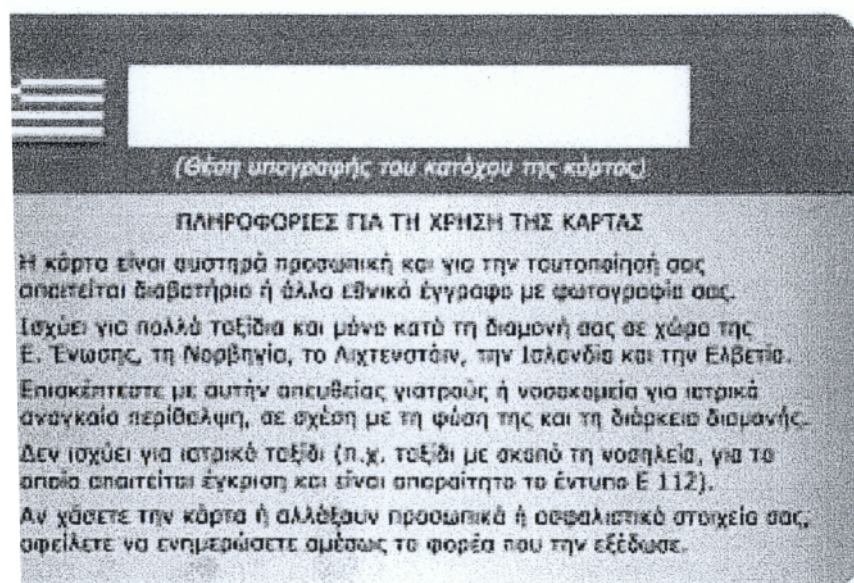 (Θέση υπογραφής του κατόχου της κάρτας)
ΠΛΗΡΟΦΟΡΙΕΣ ΓΙΑ ΤΗ ΧΡΗΣΗ ΤΗΣ ΚΑΡΤΑΣ
Η κάρτα είναι αυστηρά προσωπική και για την ταυτοποίησή σας
απαιτείται διαβατήριο ή άλλο εθνικό έγγραφο με φωτογραφία σας.
Ισχύει για πολλά ταξίδια και μόνο κατά τη διαμονή σας σε χώρα της
Ε. Ένωσης, τη Νορβηγία, το Λιχτενστάιν, την Ισλανδία και την Ελβετία.
Επισκέπτεστε με αυτήν απευθείας γιατρούς ή νοσοκομεία για ιατρικά
αναγκαία περίθαλψη, σε σχέση με τη φύση της και τη διάρκεια διαμονής.
Δεν ισχύει για ιατρικό ταξίδι (π.χ. ταξίδι με σκοπό τη νοσηλεία, για το
οποίο απαιτείται έγκριση και είναι απαραίτητο το έντυπο Ε 112).
Αν χάσετε την κάρτα ή αλλάξουν προσωπικά ή ασφαλιστικά στοιχεία σας,
οφείλετε να ενημερώσετε αμέσως το φορέα που την εξέδωσε.